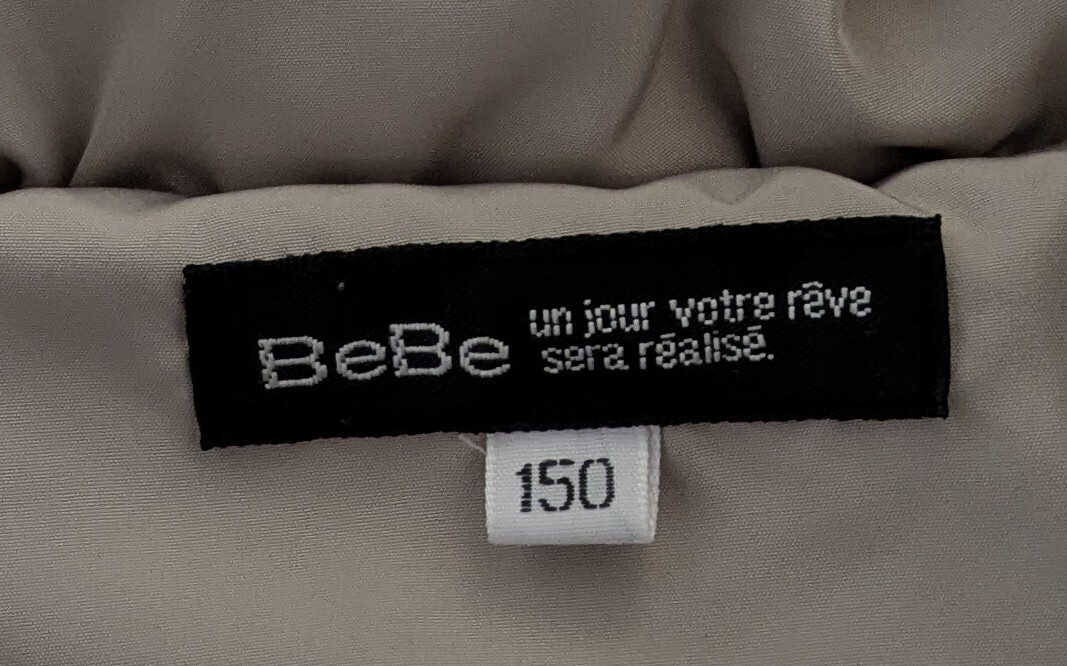 BeBe
un jour votre rêve
sera réalisé.
150